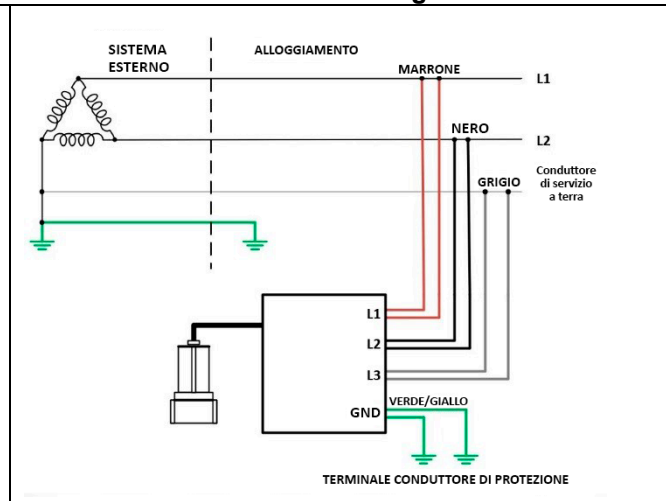 SISTEMA
ESTERNO
ALLOGGIAMENTO
MARRONE
L1
NERO
L2
GRIGIO
Conduttore
di servizio
a terra
L1
L2
L3
GND
VERDE/GIALLO
TERMINALE CONDUTTORE DI PROTEZIONE